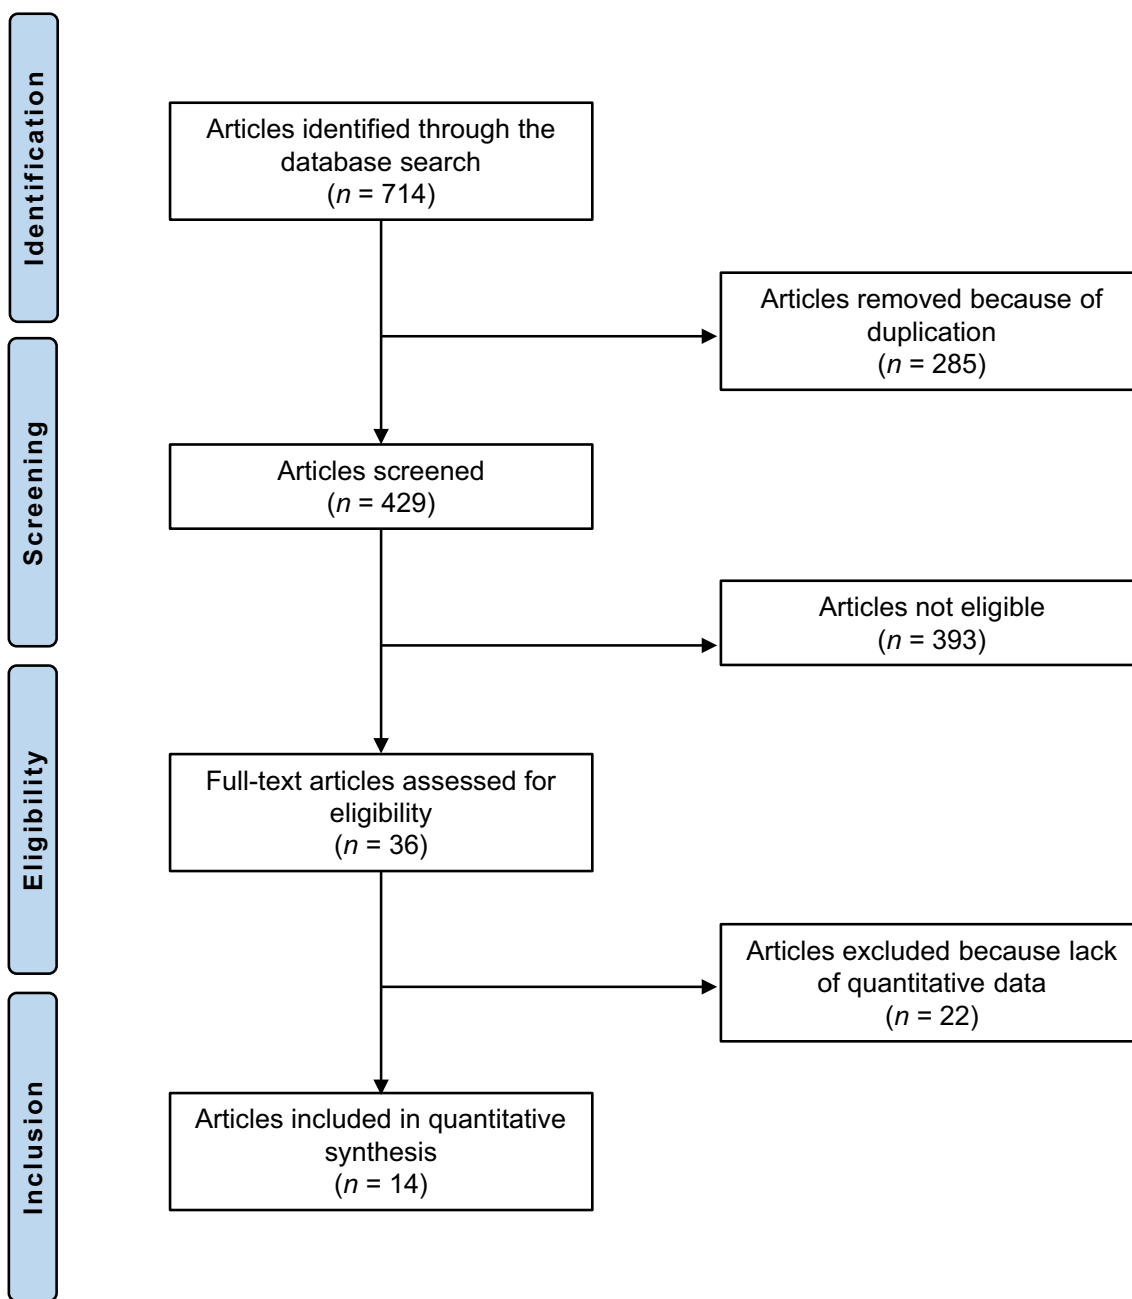 Identification
Articles identified through the
database search
(n = 714)
Articles removed because of
duplication
(n = 285)
Screening
Articles screened
(n = 429)
Articles not eligible
(n = 393)
Eligibility
Full-text articles assessed for
eligibility
(n = 36)
Articles excluded because lack
of quantitative data
(n = 22)
Inclusion
Articles included in quantitative
synthesis
(n = 14)